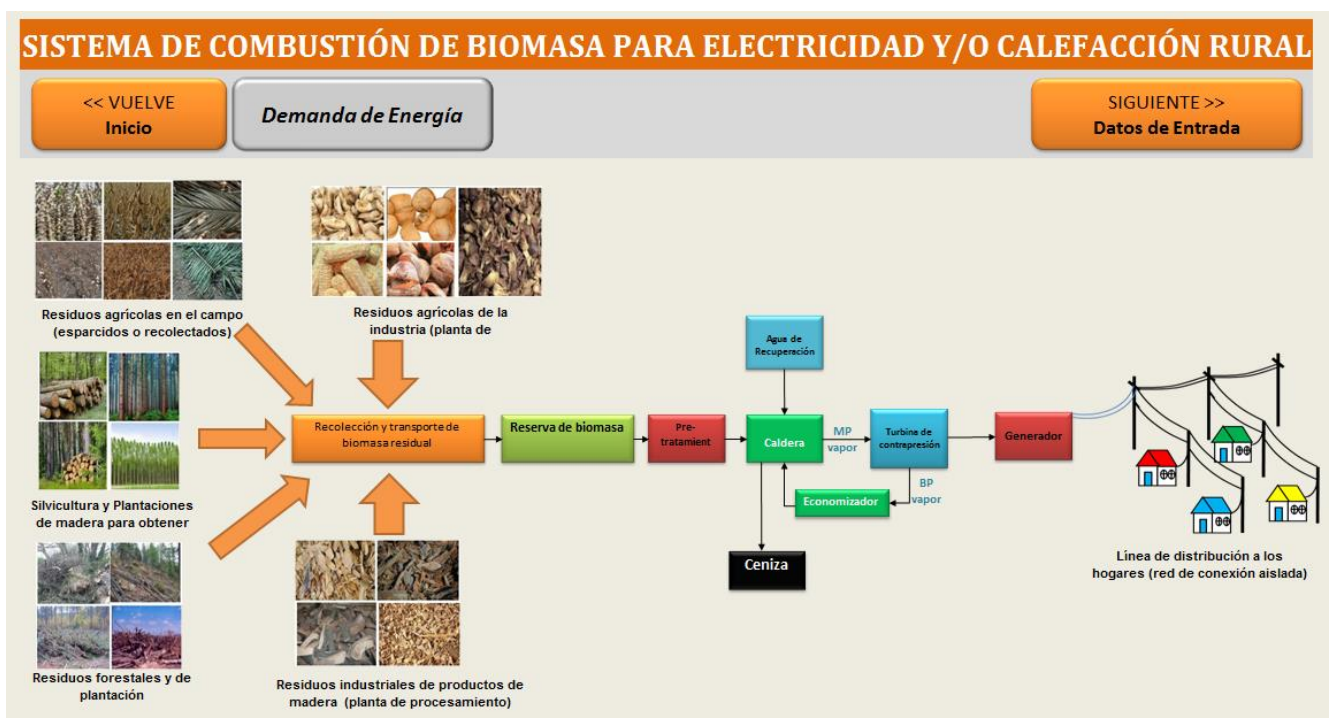 SISTEMA DE COMBUSTIÓN DE BIOMASA PARA ELECTRICIDAD Y/O CALEFACCIÓN RURAL
<< VUELVE
Inicio
Demanda de Energía
SIGUIENTE >>
Datos de Entrada
Residuos agrícolas en el campo
(esparcidos o recolectados)
Residuos agrícolas de la
industria (planta de
Silvicultura y Plantaciones
de madera para obtener
Residuos forestales y de
plantación
Residuos industriales de productos de
madera (planta de procesamiento)
Recolección y transporte de
biomasa residual
Reserva de biomasa
Pre-
tratamient
Agua de
Recuperación
Caldera
MP
vapor
Turbina de
contrapresión
BP
vapor
Economizador
Ceniza
Generador
Línea de distribución a los
hogares (red de conexión aislada)